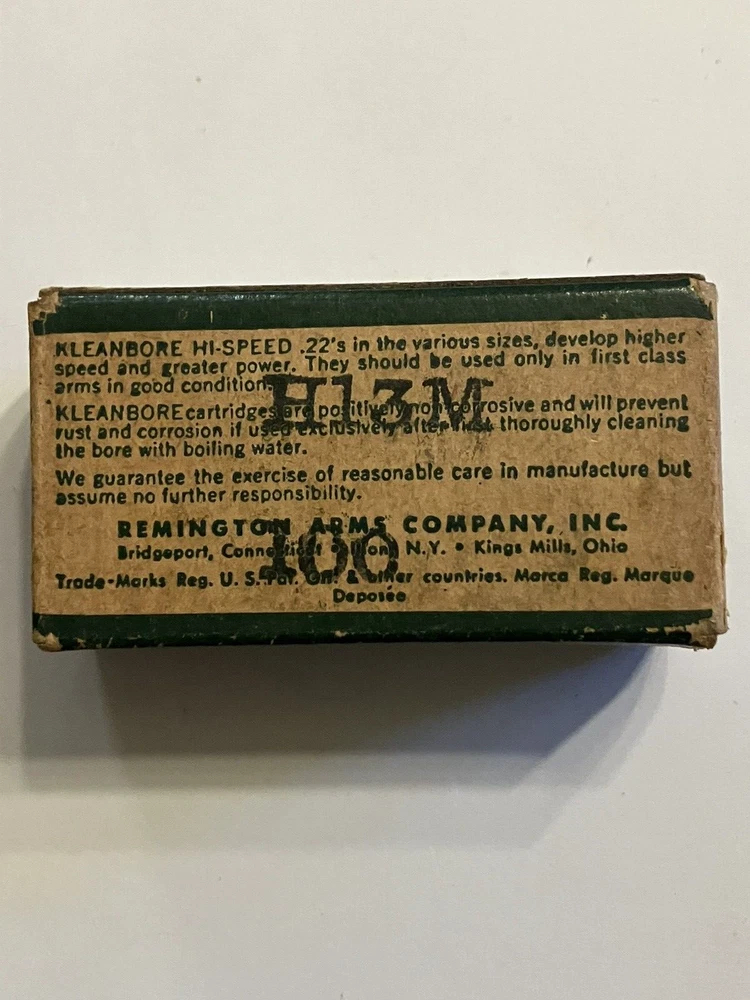 KLEANBORE HI-SPEED .22's in the various sizes, develop higher
speed and greater power. They should be used only in first class
arms in good condition.
H13M
KLEANBORE cartridges are positively non-corrosive and will prevent
rust and corrosion if used exclusively after first thoroughly cleaning
the bore with boiling water.
We guarantee the exercise of reasonable care in manufacture but
assume no further responsibility.
REMINGTON ARMS COMPANY, INC.
Bridgeport, Connecticut • Ilion, N.Y. • Kings Mills, Ohio
100
Trade-Marks Reg. U. S. Pat. Off. & other countries. Marca Reg. Marque
Deposée